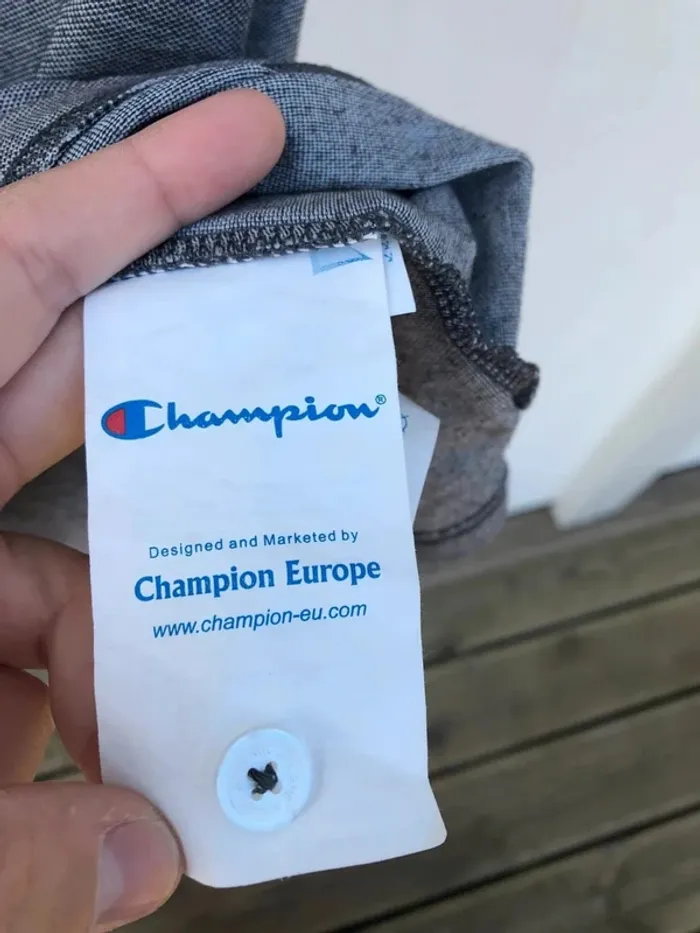 Champion®
Designed and Marketed by
Champion Europe
www.champion-eu.com